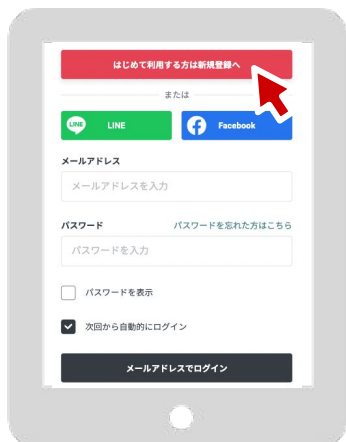 はじめて利用する方は新規登録へ
または
LINE LINE
Facebook
メールアドレス
メールアドレスを入力
パスワード パスワードを忘れた方はこちら
パスワードを入力
パスワードを表示
次回から自動的にログイン
メールアドレスでログイン